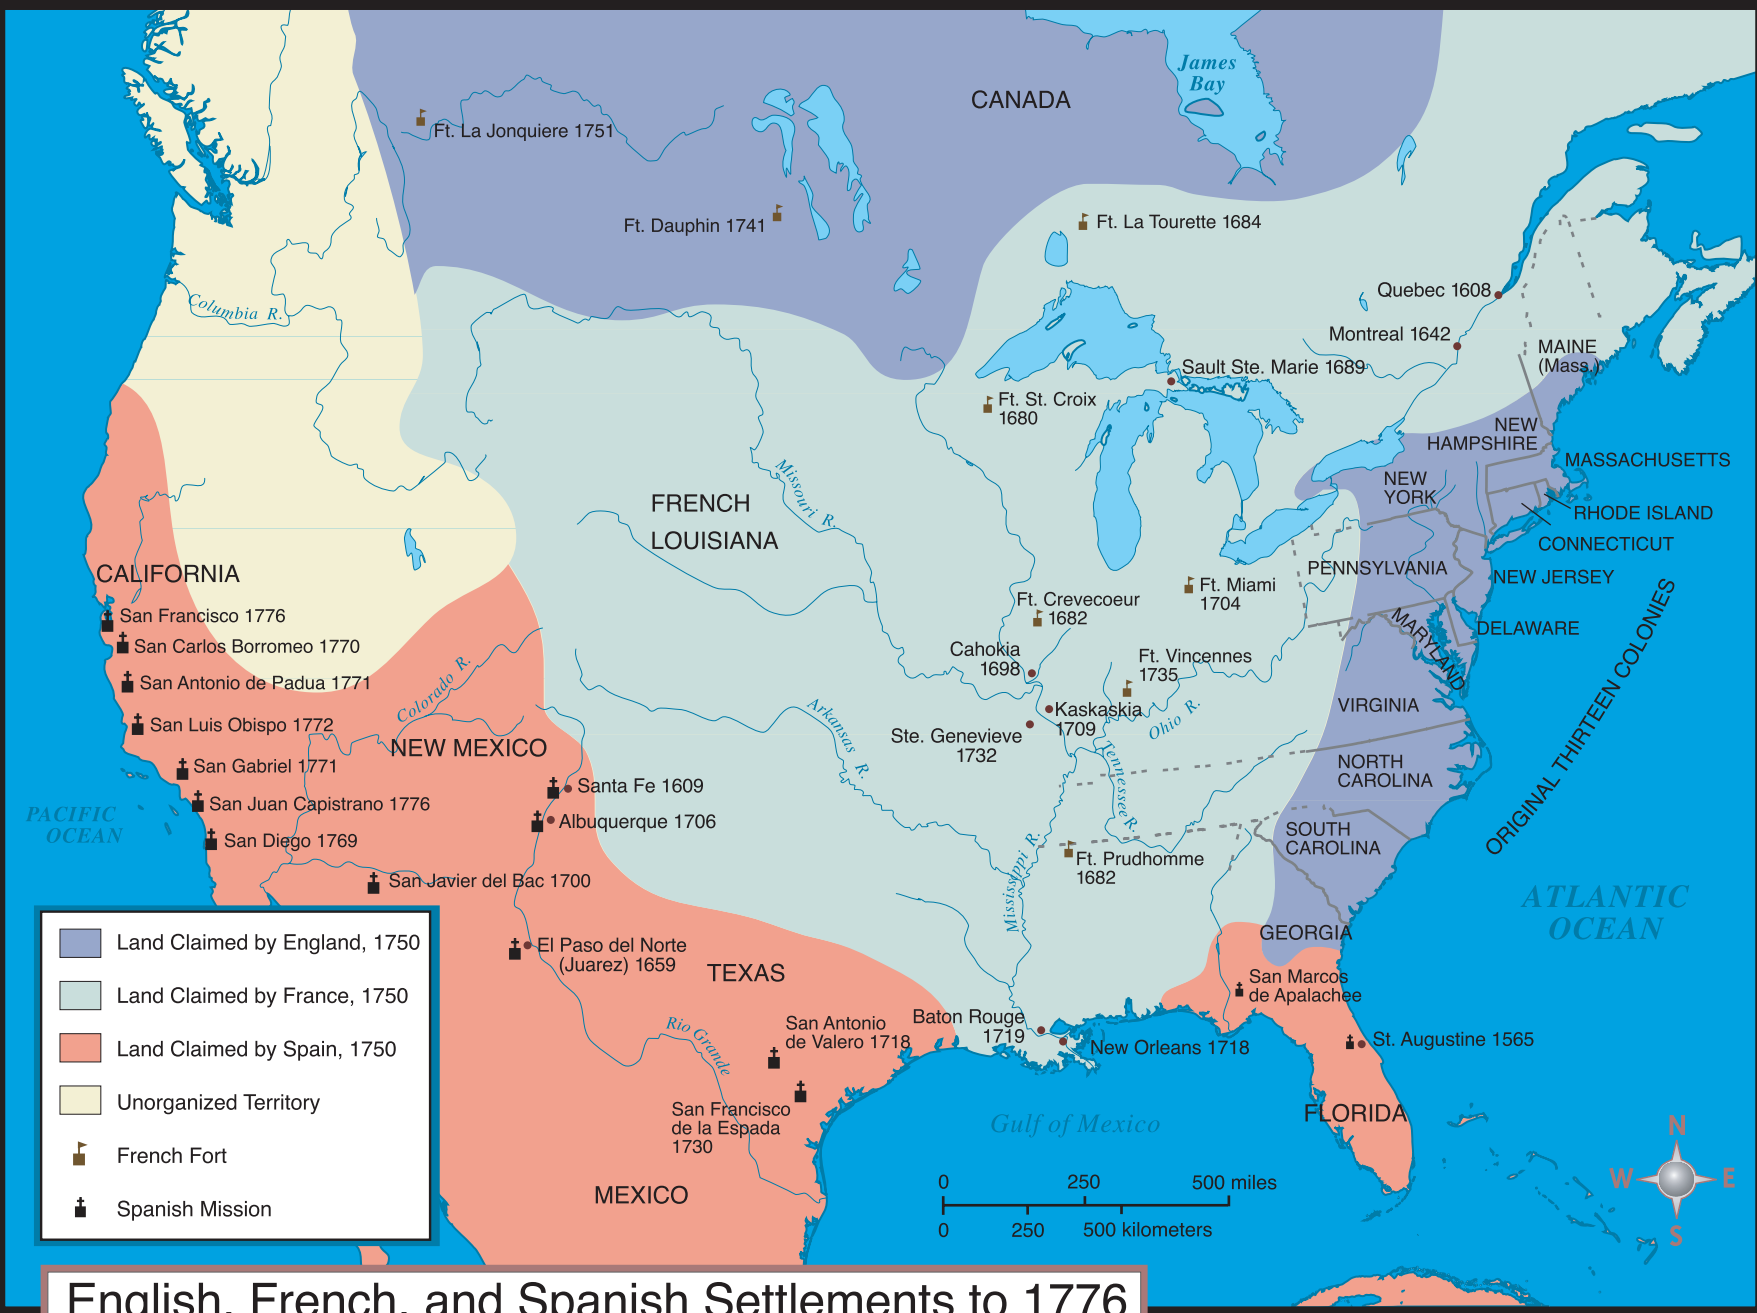 James
Bay
CANADA
Ft. La Jonquiere 1751
Ft. Dauphin 1741
Ft. La Tourette 1684
Quebec 1608
Columbia R.
Montreal 1642
MAINE
(Mass.)
Sault Ste. Marie 1689
Ft. St. Croix
1680
NEW
HAMPSHIRE
MASSACHUSETTS
Missouri R.
NEW
YORK
FRENCH
LOUISIANA
RHODE ISLAND
CONNECTICUT
PENNSYLVANIA
CALIFORNIA
NEW JERSEY
Ft. Miami
1704
Ft. Crevecoeur
1682
San Francisco 1776
MARYLAND
DELAWARE
San Carlos Borromeo 1770
Cahokia
1698
Ft. Vincennes
1735
San Antonio de Padua 1771
Colorado R.
ORIGINAL THIRTEEN COLONIES
San Luis Obispo 1772
Arkansas R.
Kaskaskia
1709
Ohio R.
VIRGINIA
NEW MEXICO
Ste. Genevieve
1732
San Gabriel 1771
Tennessee R.
NORTH
CAROLINA
Santa Fe 1609
San Juan Capistrano 1776
PACIFIC
OCEAN
Albuquerque 1706
San Diego 1769
SOUTH
CAROLINA
Mississippi R.
Ft. Prudhomme
1682
San Javier del Bac 1700
ATLANTIC
OCEAN
GEORGIA
El Paso del Norte
(Juarez) 1659
TEXAS
San Marcos
de Apalachee
Rio Grande
San Antonio
de Valero 1718
Baton Rouge
1719
New Orleans 1718
St. Augustine 1565
San Francisco
de la Espada
1730
Gulf of Mexico
FLORIDA
MEXICO
Land Claimed by England, 1750
Land Claimed by France, 1750
Land Claimed by Spain, 1750
Unorganized Territory
French Fort
Spanish Mission
0 250 500 miles
0 250 500 kilometers
N
W E
S
English, French, and Spanish Settlements to 1776